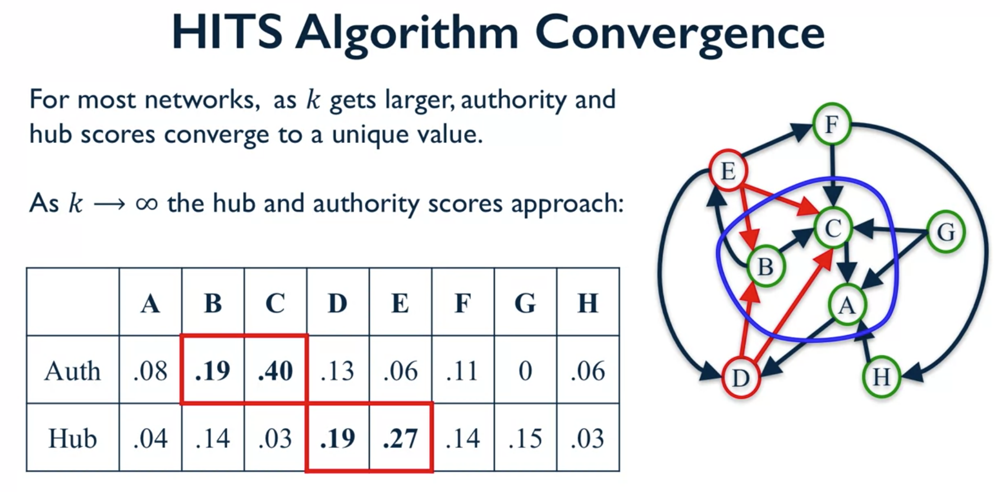 HITS Algorithm Convergence
For most networks, as k gets larger, authority and
hub scores converge to a unique value.
As k → ∞ the hub and authority scores approach:
A B C D E F G H
Auth .08 .19 .40 .13 .06 .11 0 .06
Hub .04 .14 .03 .19 .27 .14 .15 .03
F
E
C
G
B
A
D
H